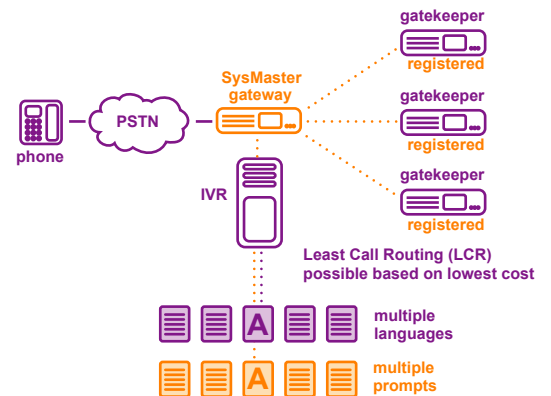 gatekeeper
registered
SysMaster
gateway
PSTN
phone
gatekeeper
registered
gatekeeper
registered
IVR
Least Call Routing (LCR)
possible based on lowest cost
A
multiple
languages
A
multiple
prompts